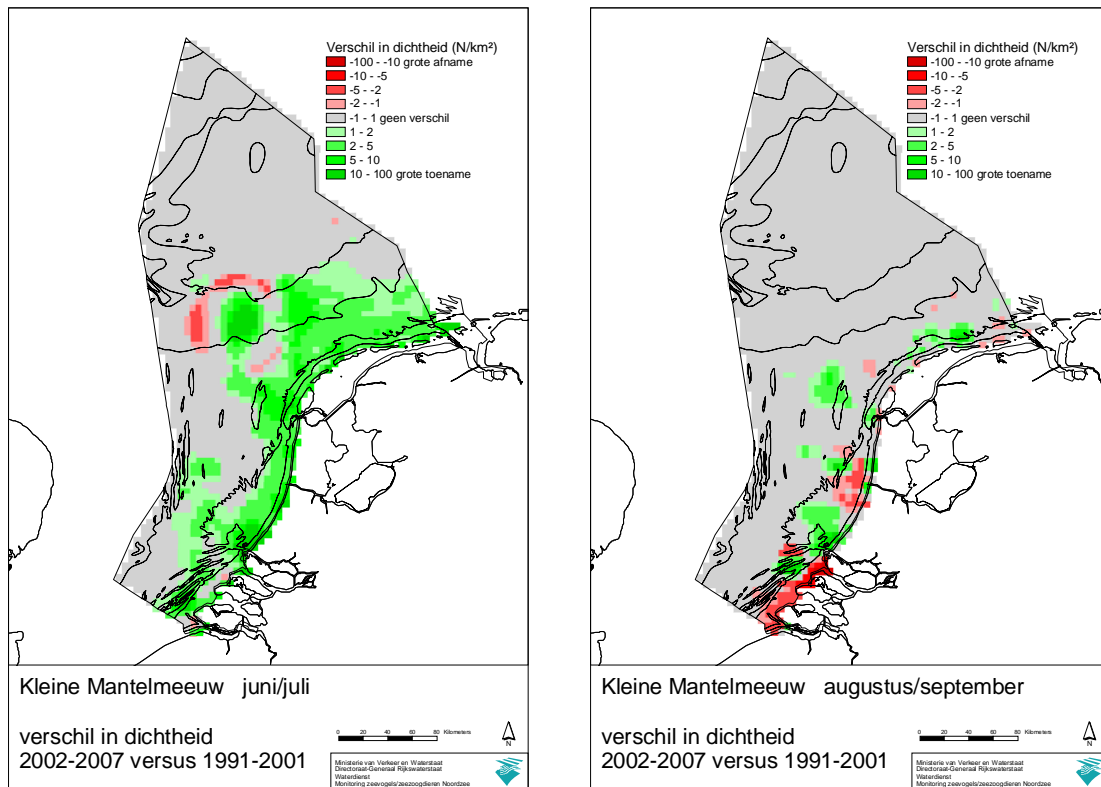 Verschil in dichtheid (N/km²)
-100 - -10 grote afname
-10 - -5
-5 - -2
-2 - -1
-1 - 1 geen verschil
1 - 2
2 - 5
5 - 10
10 - 100 grote toename
Kleine Mantelmeeuw juni/juli
verschil in dichtheid
2002-2007 versus 1991-2001
0 20 40 60 80 Kilometers
N
Ministerie van Verkeer en Waterstaat
Directoraat-Generaal Rijkswaterstaat
Waterdienst
Monitoring zeevogels/zeezoogdieren Noordzee
Verschil in dichtheid (N/km²)
-100 - -10 grote afname
-10 - -5
-5 - -2
-2 - -1
-1 - 1 geen verschil
1 - 2
2 - 5
5 - 10
10 - 100 grote toename
Kleine Mantelmeeuw augustus/september
verschil in dichtheid
2002-2007 versus 1991-2001
0 20 40 60 80 Kilometers
N
Ministerie van Verkeer en Waterstaat
Directoraat-Generaal Rijkswaterstaat
Waterdienst
Monitoring zeevogels/zeezoogdieren Noordzee